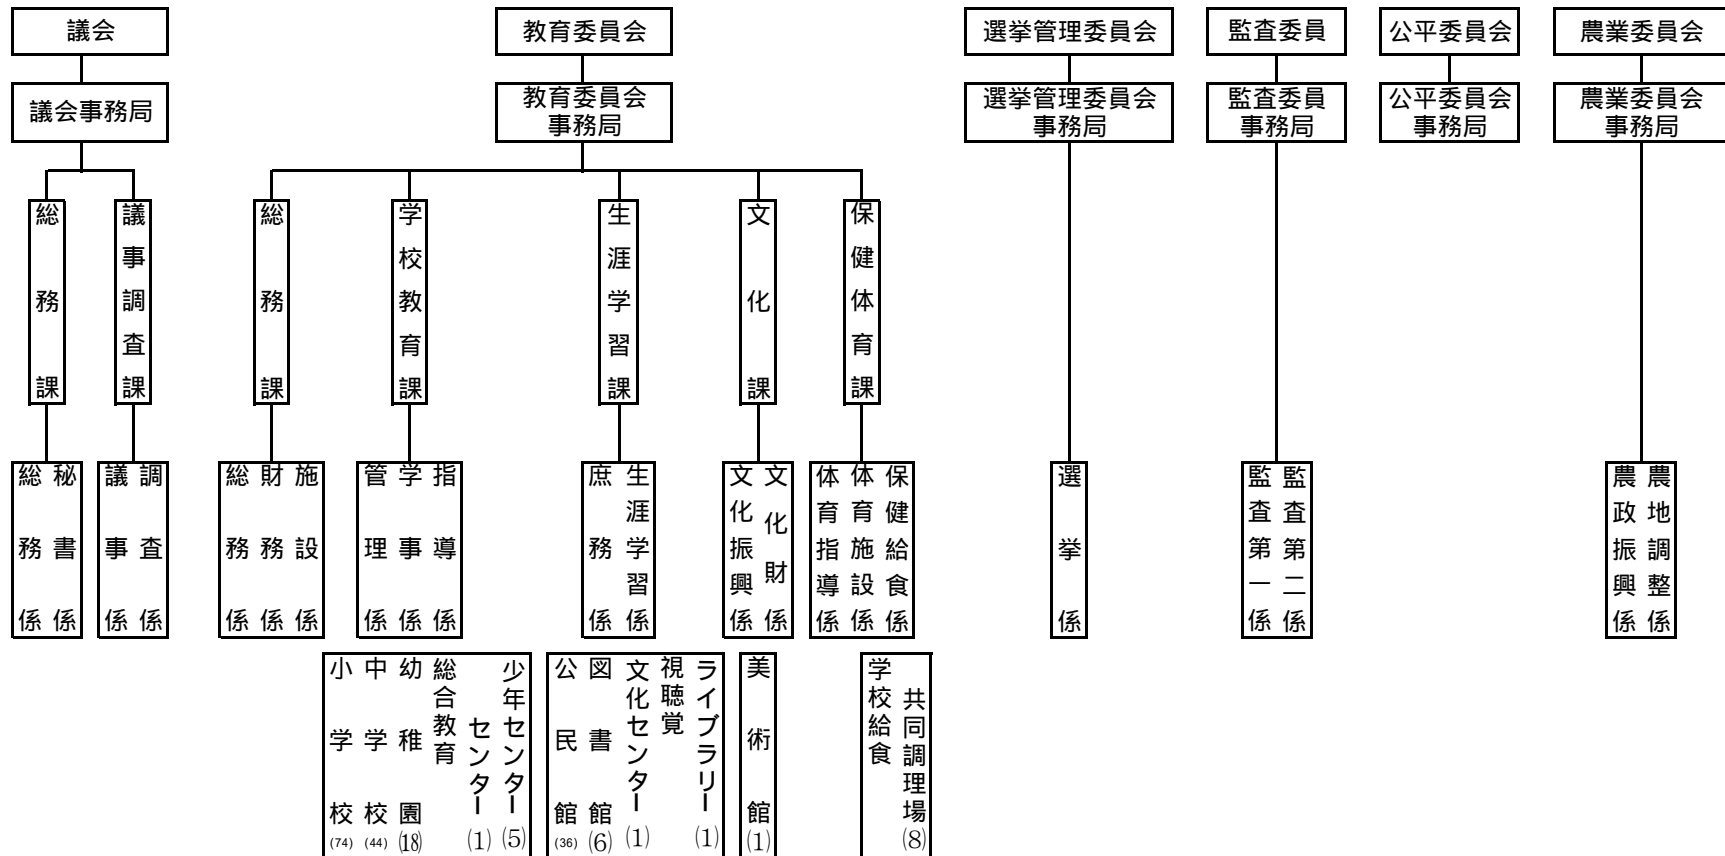 議会
教育委員会
選挙管理委員会
監査委員
公平委員会
農業委員会
議会事務局
教育委員会
事務局
選挙管理委員会
事務局
監査委員
事務局
公平委員会
事務局
農業委員会
事務局
総務課
議事調査課
総務課
学校教育課
生涯学習課
文化課
保健体育課
総務係
秘書係
議事係
調査係
総務係
財務係
施設係
管理係
学事係
指導係
庶務係
生涯学習係
文化振興係
文化財係
体育指導係
体育施設係
保健給食係
選挙係
監査第一係
監査第二係
農政振興係
農地調整係
小学校(74)
中学校(44)
幼稚園(18)
総合教育
センター(1)
少年センター(5)
公民館(36)
図書館(6)
文化センター(1)
視聴覚
ライブラリー(1)
美術館(1)
学校給食
共同調理場(8)